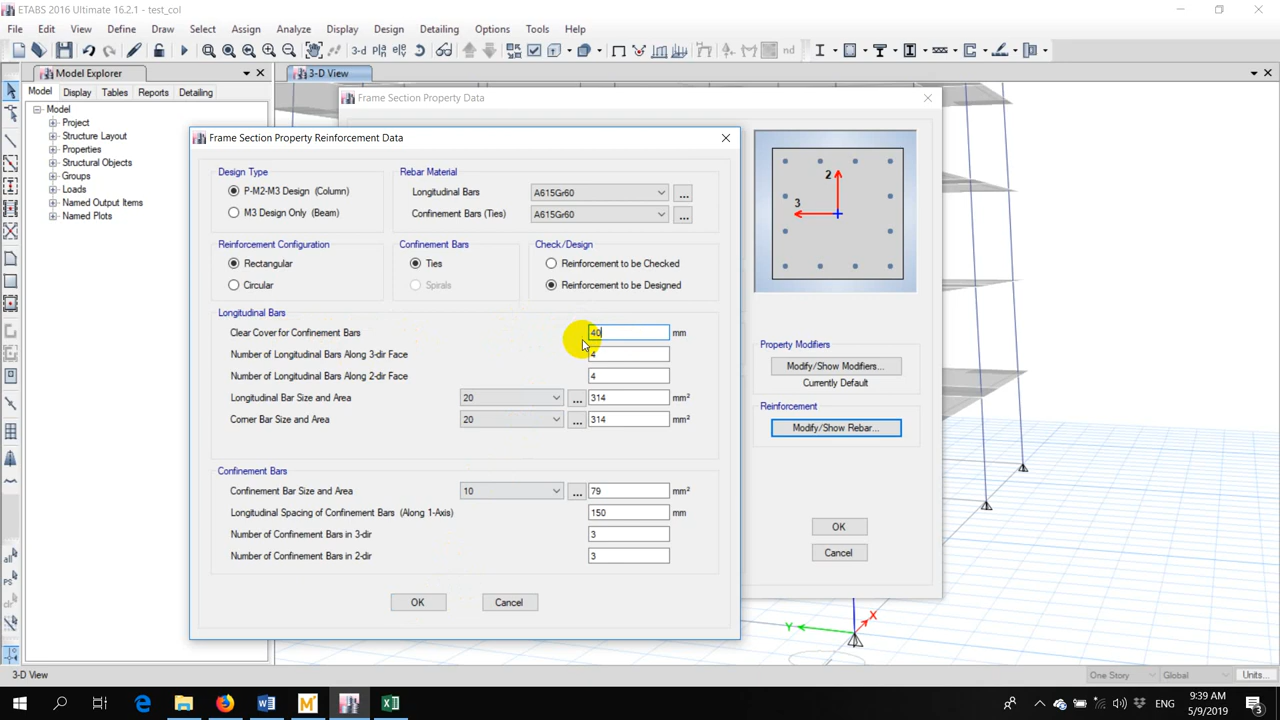 ETABS 2016 Ultimate 16.2.1 - test_col
File Edit View Define Draw Select Assign Analyze Display Design Detailing Options Tools Help
3-d nd
Model Explorer
3-D View
Model Display Tables Reports Detailing
Model
Project
Structure Layout
Properties
Structural Objects
Groups
Loads
Named Output Items
Named Plots
Frame Section Property Data
Frame Section Property Reinforcement Data
Design Type
P-M2-M3 Design (Column)
M3 Design Only (Beam)
Rebar Material
Longitudinal Bars A615Gr60 ...
Confinement Bars (Ties) A615Gr60 ...
Reinforcement Configuration
Rectangular
Circular
Confinement Bars
Ties
Spirals
Check/Design
Reinforcement to be Checked
Reinforcement to be Designed
Longitudinal Bars
Clear Cover for Confinement Bars 40 mm
Number of Longitudinal Bars Along 3-dir Face 4
Number of Longitudinal Bars Along 2-dir Face 4
Longitudinal Bar Size and Area 20 ... 314 mm²
Corner Bar Size and Area 20 ... 314 mm²
Confinement Bars
Confinement Bar Size and Area 10 ... 79 mm²
Longitudinal Spacing of Confinement Bars (Along 1-Axis) 150 mm
Number of Confinement Bars in 3-dir 3
Number of Confinement Bars in 2-dir 3
OK Cancel
2
3
Property Modifiers
Modify/Show Modifiers...
Currently Default
Reinforcement
Modify/Show Rebar...
OK
Cancel
X
Y
all
PS
clr
3-D View
One Story Global Units...
ENG
9:39 AM
5/9/2019